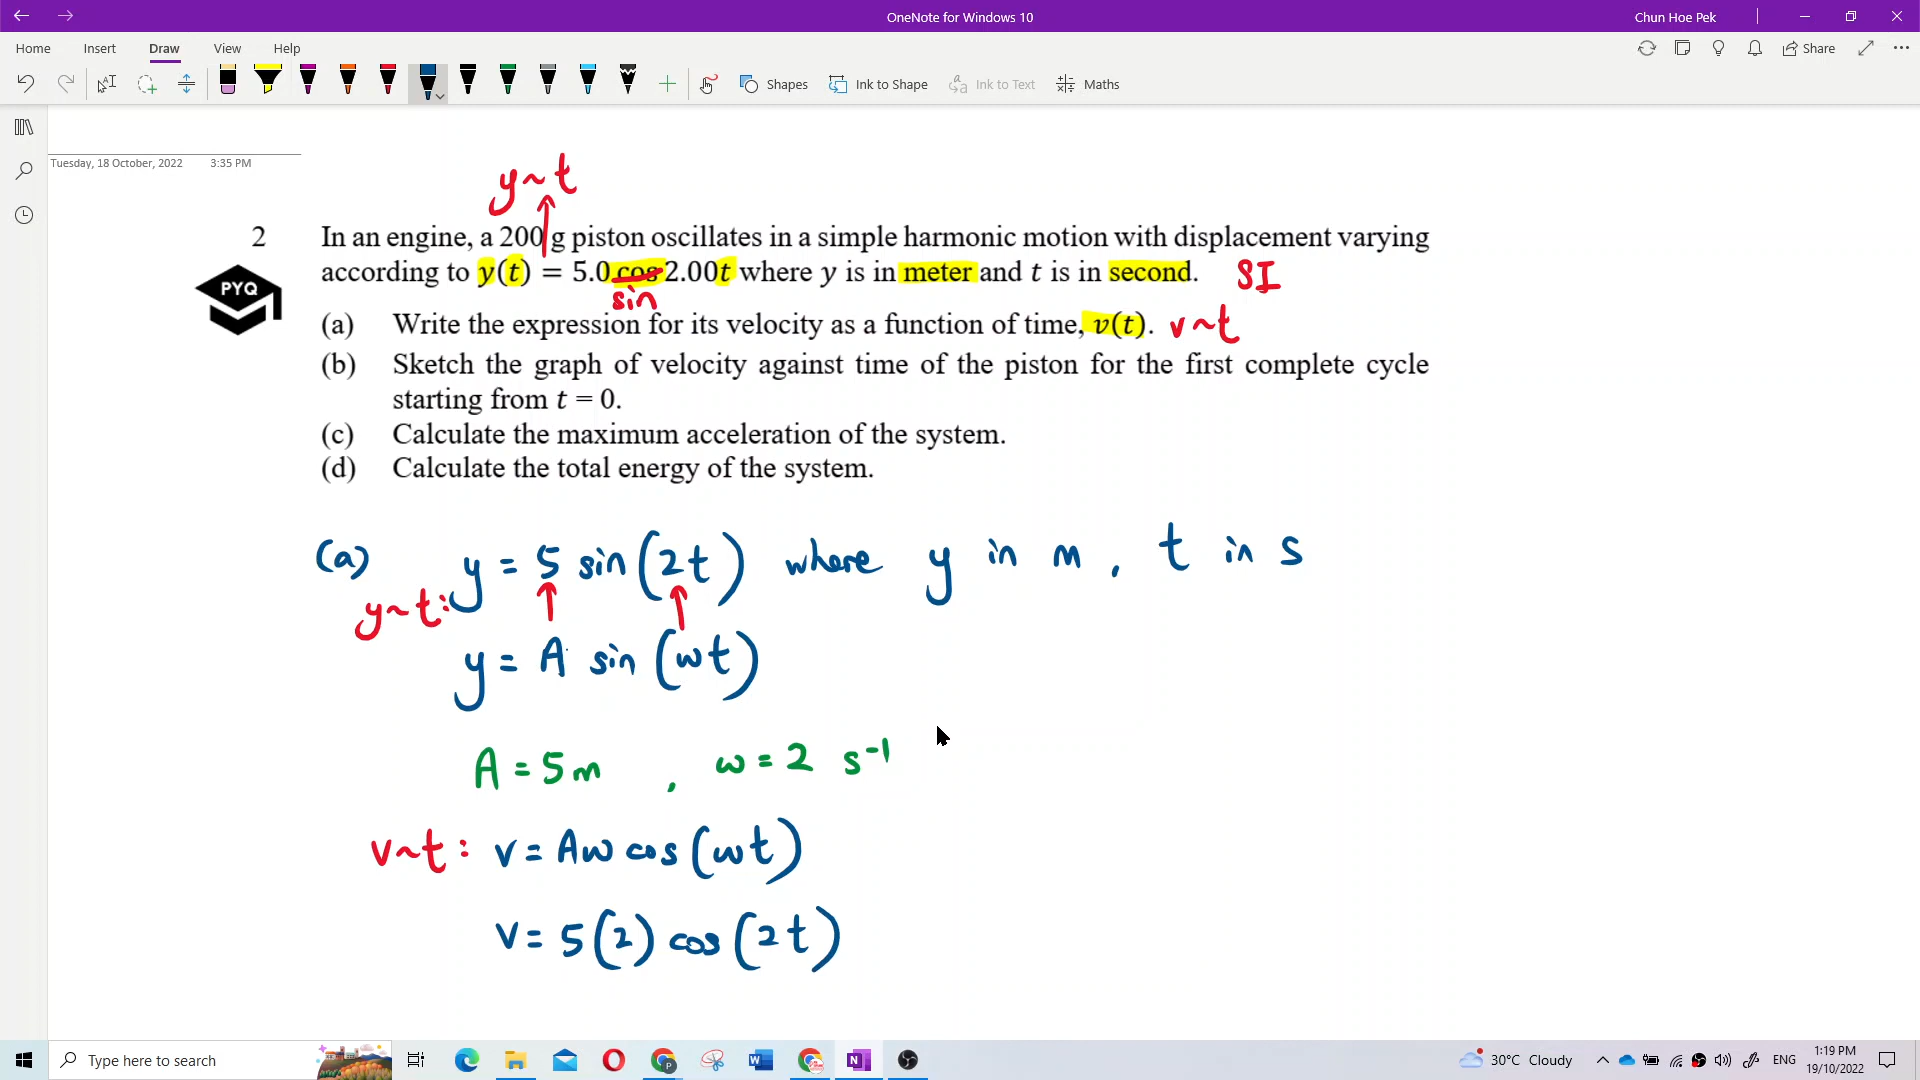 OneNote for Windows 10
Chun Hoe Pek
Home Insert Draw View Help
Share
Shapes Ink to Shape Ink to Text Maths
Tuesday, 18 October, 2022 3:35 PM
y~t
2 In an engine, a 200 g piston oscillates in a simple harmonic motion with displacement varying
according to y(t) = 5.0 cos 2.00t where y is in meter and t is in second. SI
sin
PYQ
(a) Write the expression for its velocity as a function of time, v(t). v~t
(b) Sketch the graph of velocity against time of the piston for the first complete cycle
starting from t = 0.
(c) Calculate the maximum acceleration of the system.
(d) Calculate the total energy of the system.
(a) y = 5 sin (2t) where y in m, t in s
y~t:
y = A sin (ωt)
A = 5m , ω = 2 s⁻¹
v~t: v = Aω cos (ωt)
v = 5(2) cos (2t)
Type here to search
30°C Cloudy
ENG
1:19 PM
19/10/2022